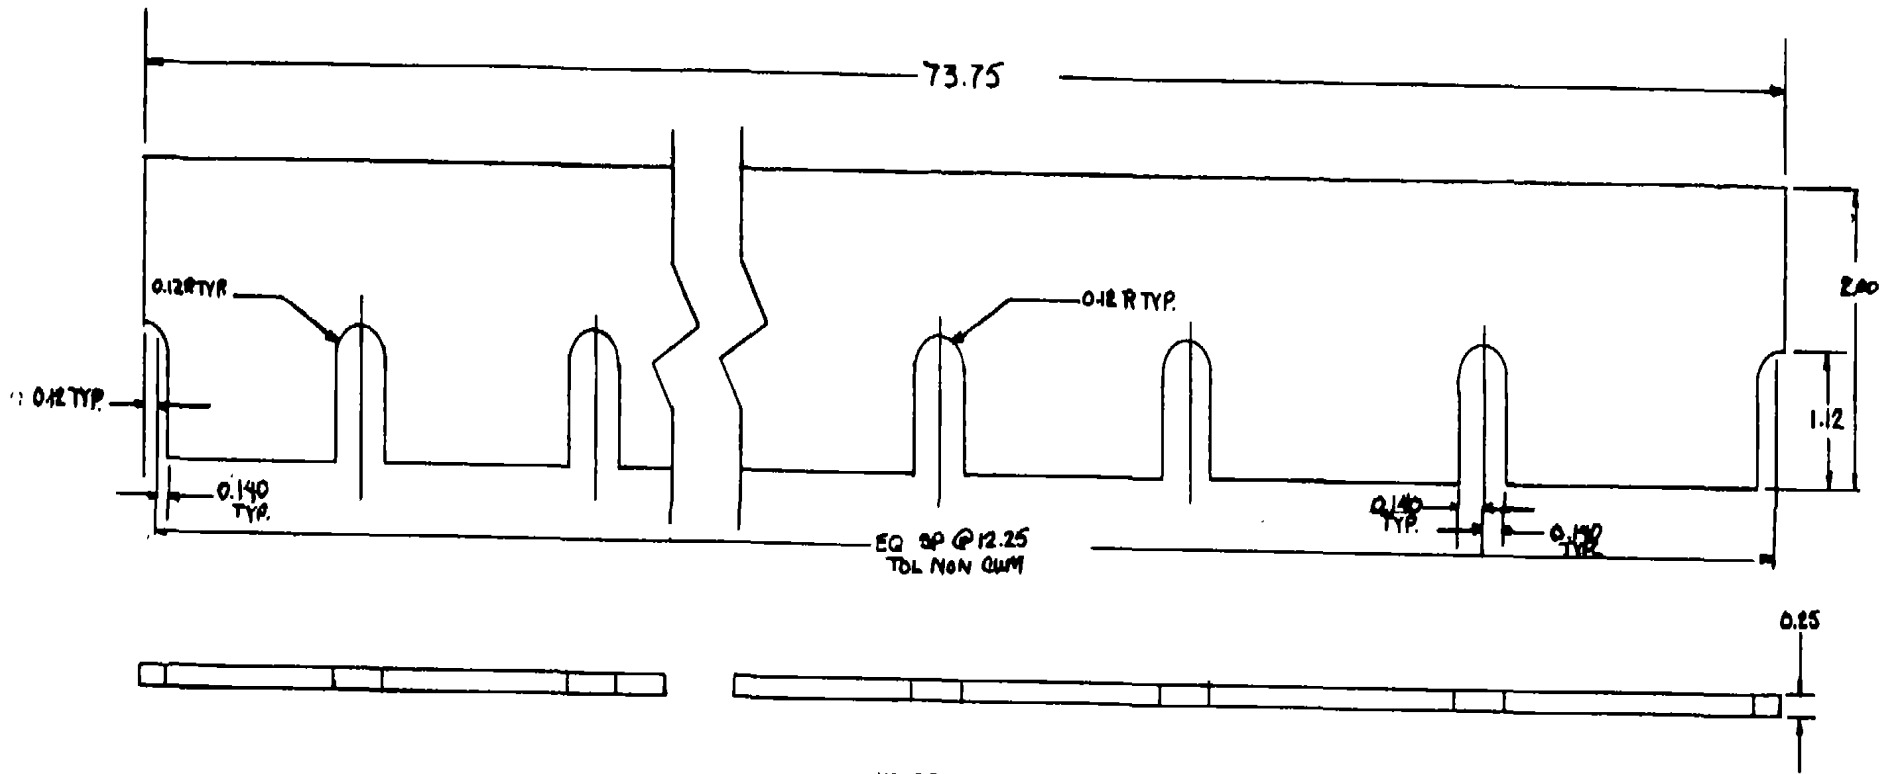 73.75
0.12R TYP.
0.12 R TYP.
2.00
0.12 TYP.
1.12
0.140
TYP.
0.140
TYP.
0.140
TYP.
EQ SP @ 12.25
TOL NON CUM
0.25